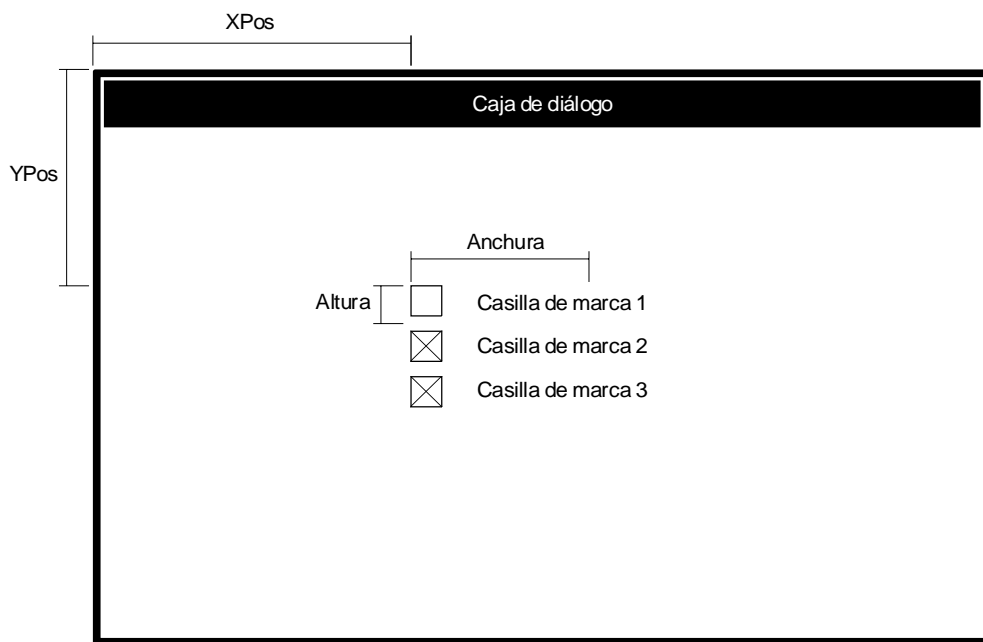 XPos
Caja de diálogo
YPos
Anchura
Altura
Casilla de marca 1
Casilla de marca 2
Casilla de marca 3